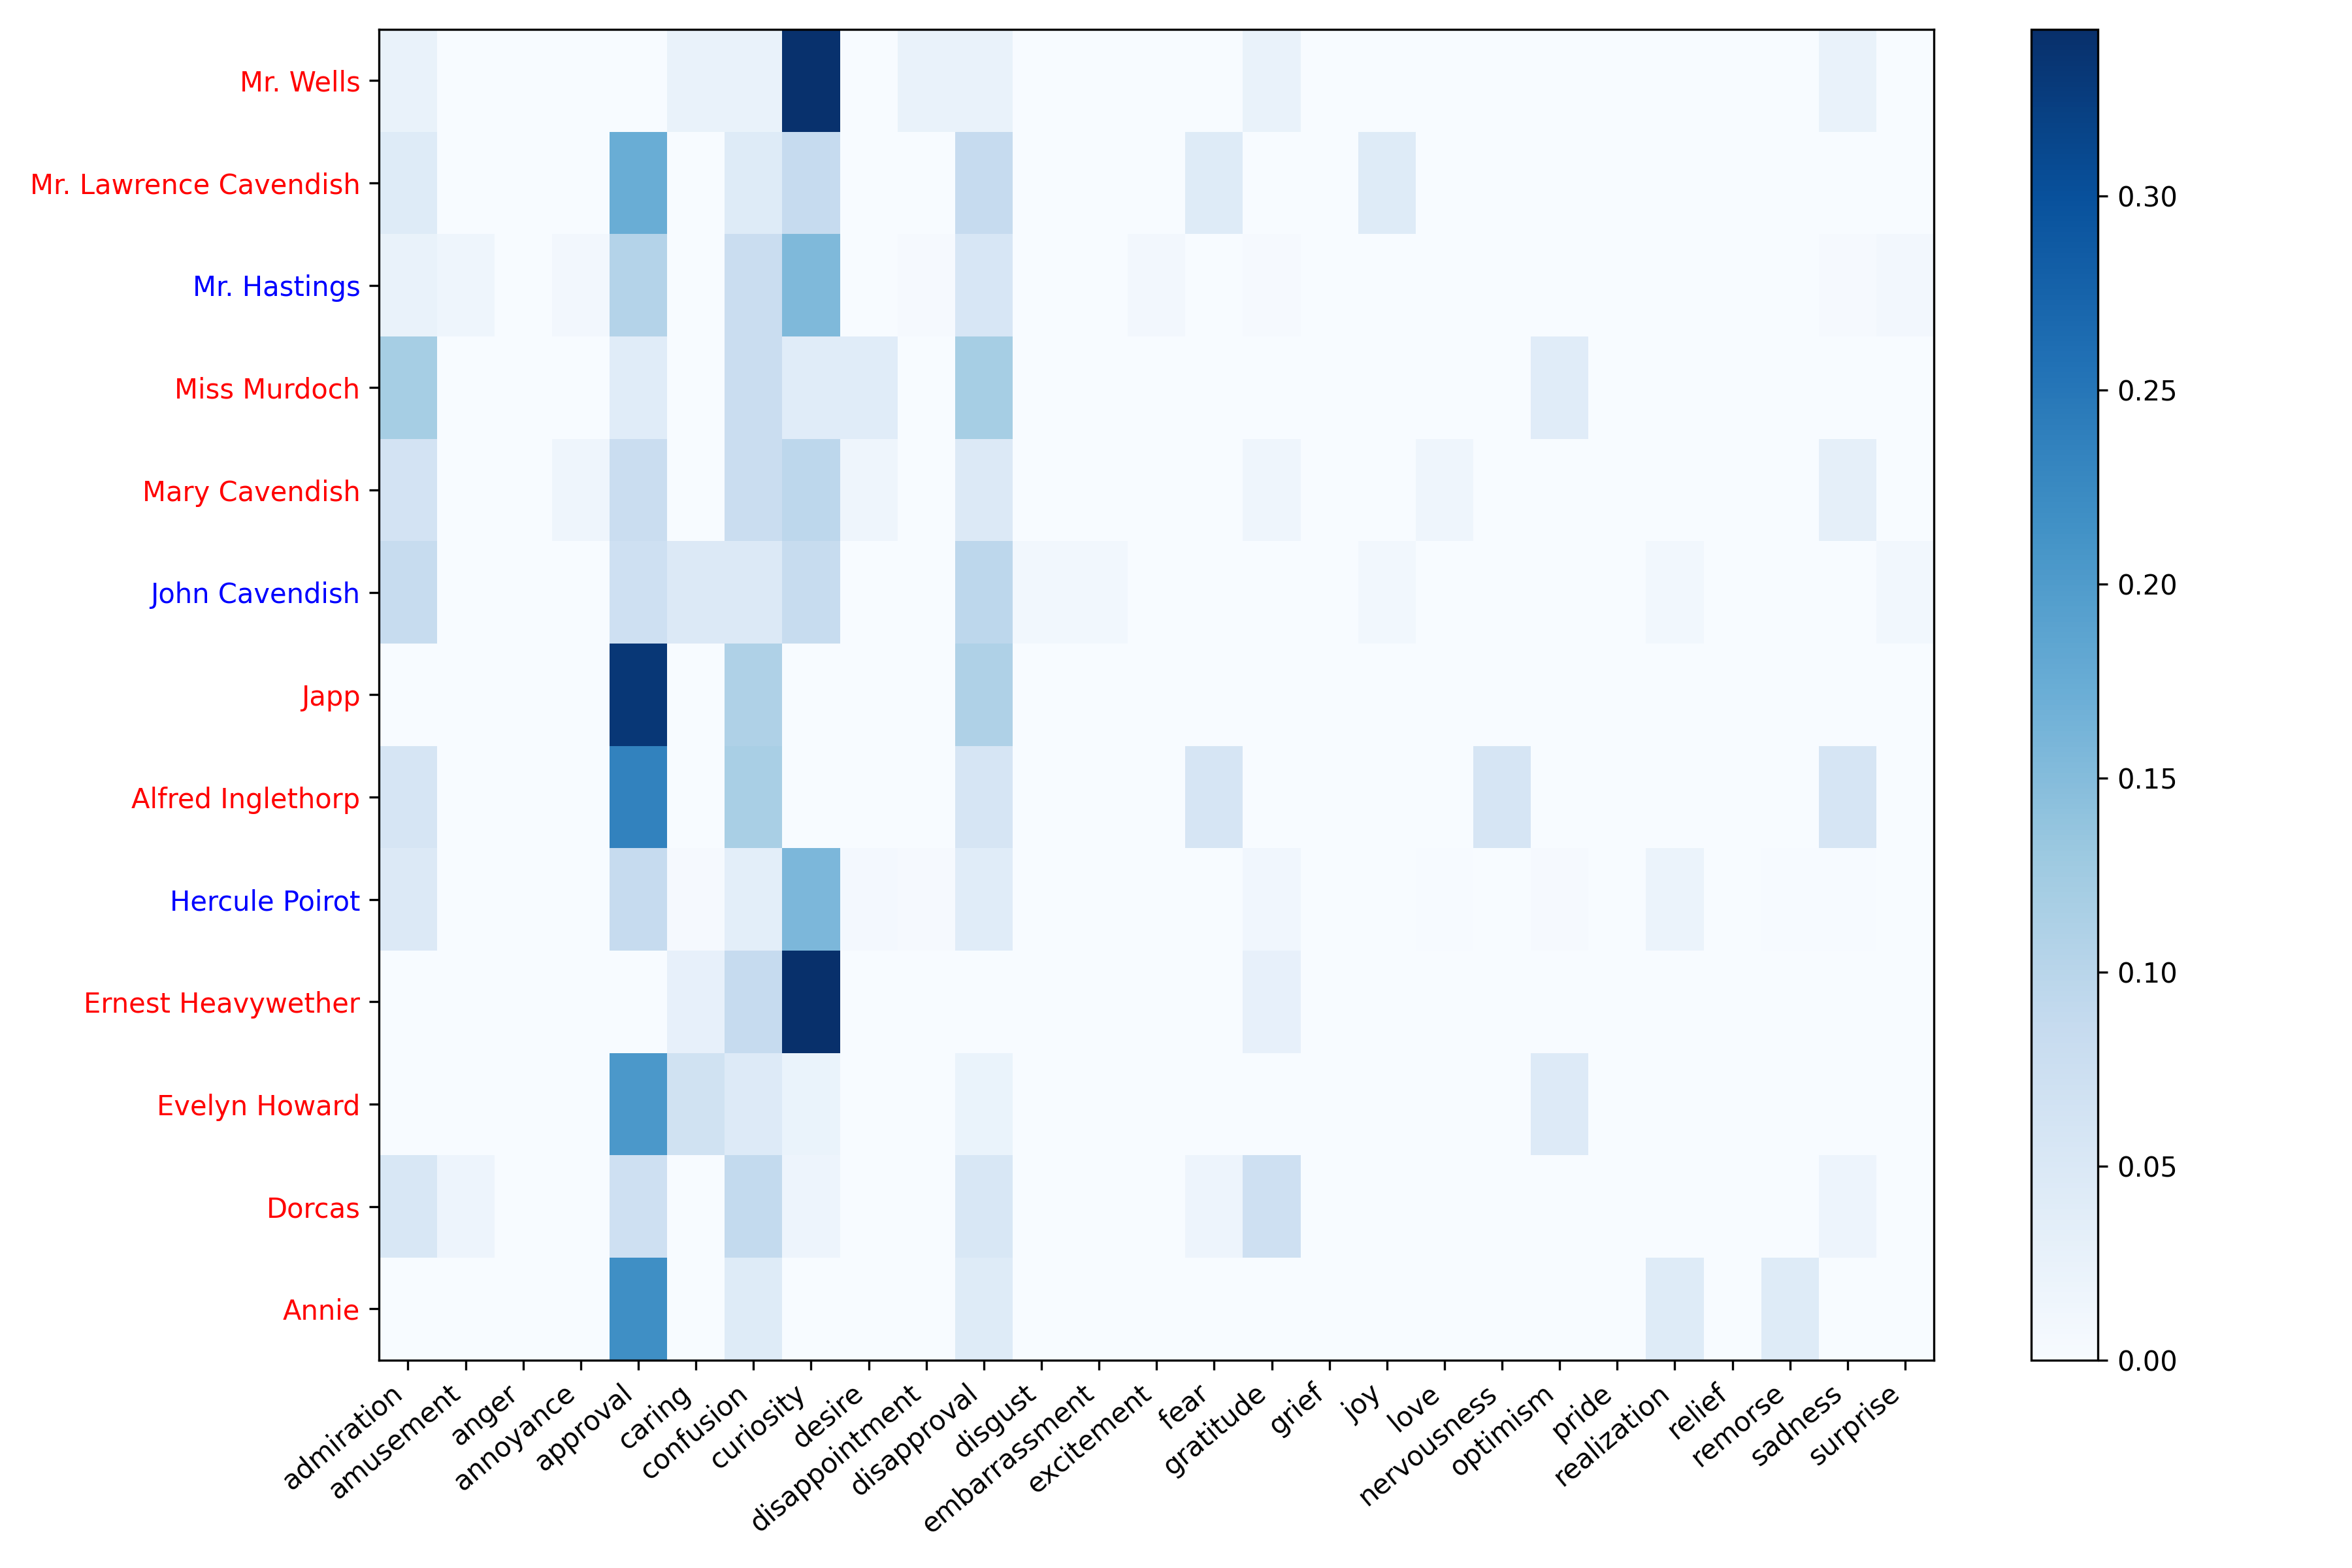 Mr. Wells
Mr. Lawrence Cavendish
Mr. Hastings
Miss Murdoch
Mary Cavendish
John Cavendish
Japp
Alfred Inglethorp
Hercule Poirot
Ernest Heavywether
Evelyn Howard
Dorcas
Annie
admiration
amusement
anger
annoyance
approval
caring
confusion
curiosity
desire
disappointment
disapproval
disgust
embarrassment
excitement
fear
gratitude
grief
joy
love
nervousness
optimism
pride
realization
relief
remorse
sadness
surprise
0.30
0.25
0.20
0.15
0.10
0.05
0.00